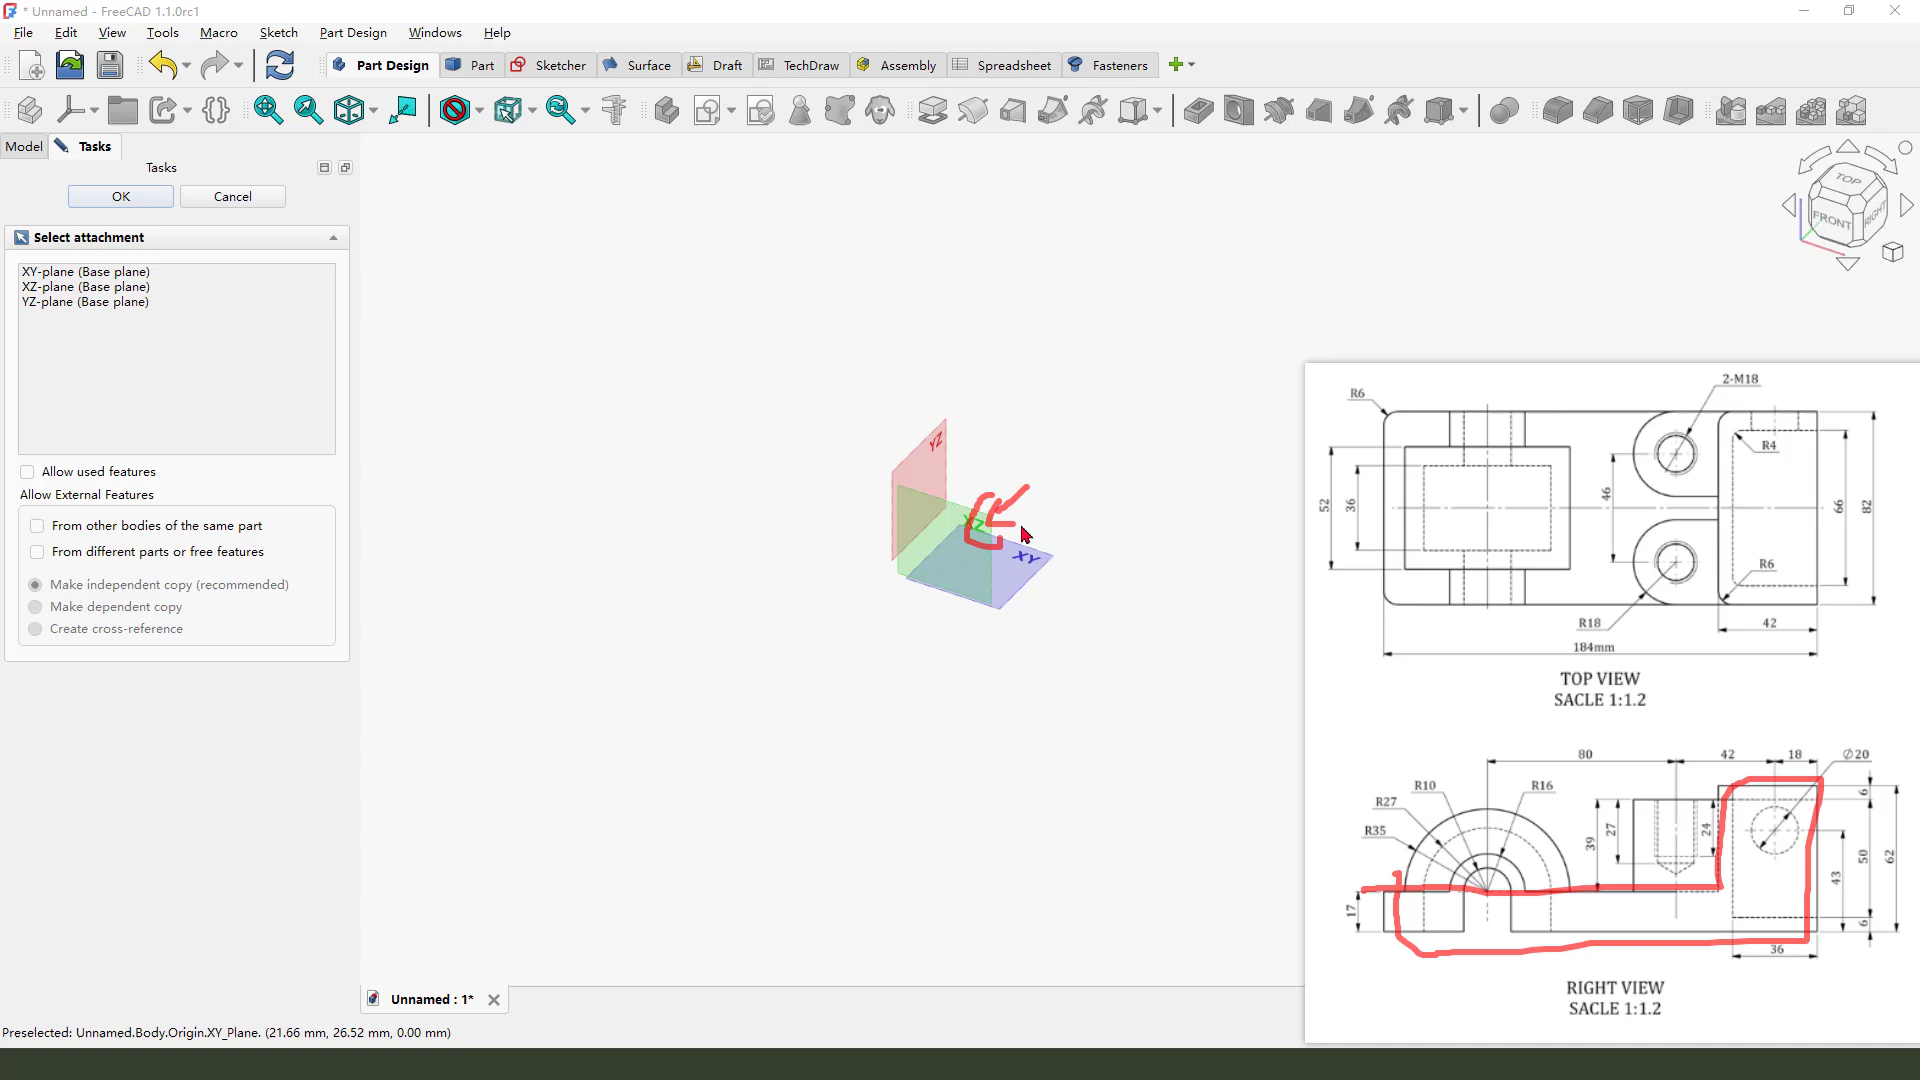 * Unnamed - FreeCAD 1.1.0rc1
File Edit View Tools Macro Sketch Part Design Windows Help
Part Design Part Sketcher Surface Draft TechDraw Assembly Spreadsheet Fasteners
Model Tasks
Tasks
OK Cancel
Select attachment
XY-plane (Base plane)
XZ-plane (Base plane)
YZ-plane (Base plane)
Allow used features
Allow External Features
From other bodies of the same part
From different parts or free features
Make independent copy (recommended)
Make dependent copy
Create cross-reference
YZ
XZ
XY
TOP
FRONT
RIGHT
2-M18
R6
R4
52
36
46
66
82
R6
R18
42
184mm
TOP VIEW
SACLE 1:1.2
80 42 18 Ø20
R10 R16
R27
R35
6
39
27
24
50
62
43
17
6
36
RIGHT VIEW
SACLE 1:1.2
Unnamed : 1*
Preselected: Unnamed.Body.Origin.XY_Plane. (21.66 mm, 26.52 mm, 0.00 mm)